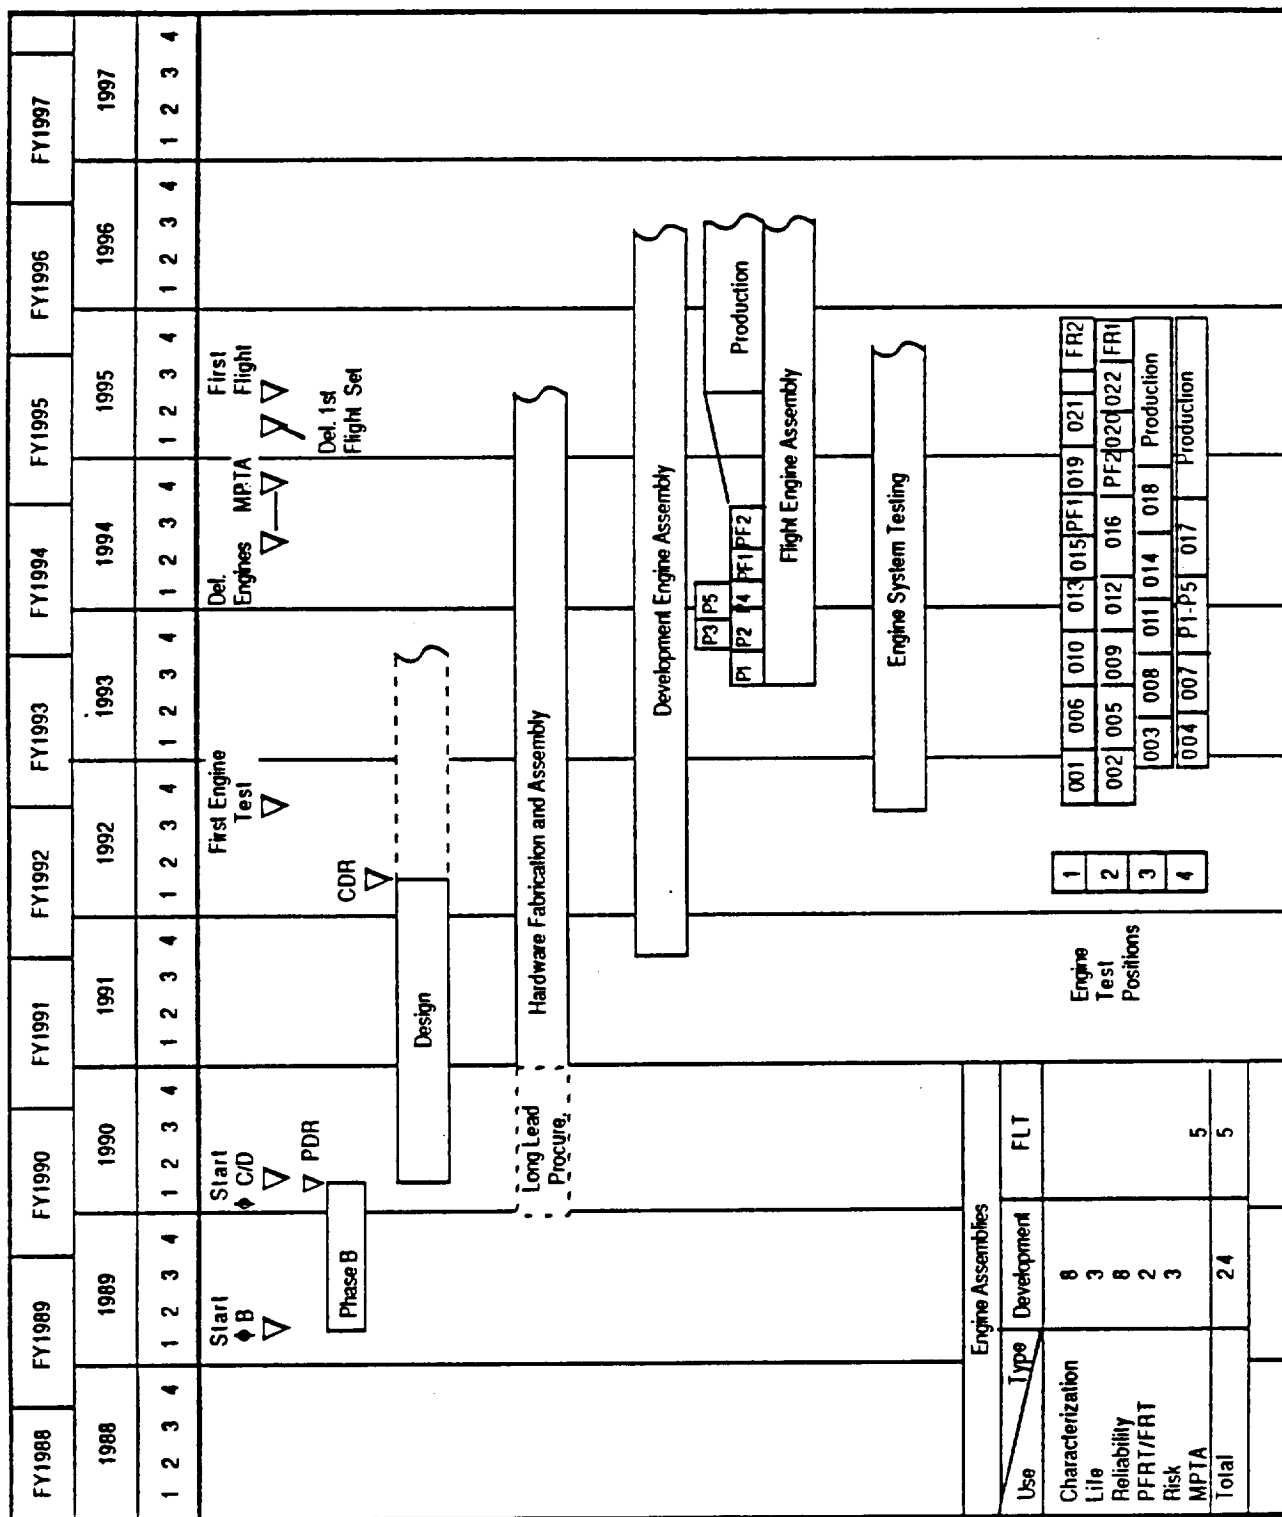 FY1988 FY1989 FY1990 FY1991 FY1992 FY1993 FY1994 FY1995 FY1996 FY1997
1988 1989 1990 1991 1992 1993 1994 1995 1996 1997
1 2 3 4 1 2 3 4 1 2 3 4 1 2 3 4 1 2 3 4 1 2 3 4 1 2 3 4 1 2 3 4 1 2 3 4 1 2 3 4
Start
ϕ B
Start
ϕ C/D
PDR
First Engine
Test
CDR
Del.
Engines
MPTA
First
Flight
Del. 1st
Flight Set
Phase B
Design
Long Lead
Procure.
Hardware Fabrication and Assembly
Development Engine Assembly
P3 P5
P1 P2 P4 PF1 PF2
Production
Flight Engine Assembly
Engine System Testing
Engine
Test
Positions
1 001 006 010 013 015 PF1 019 021 FR2
2 002 005 009 012 016 PF2 020 022 FR1
3 003 008 011 014 018 Production
4 004 007 P1-P5 017 Production
Engine Assemblies
Use Type Development FLT
Characterization 8
Life 3
Reliability 8
PFRT/FRT 2
Risk 3
MPTA 5
Total 24 5